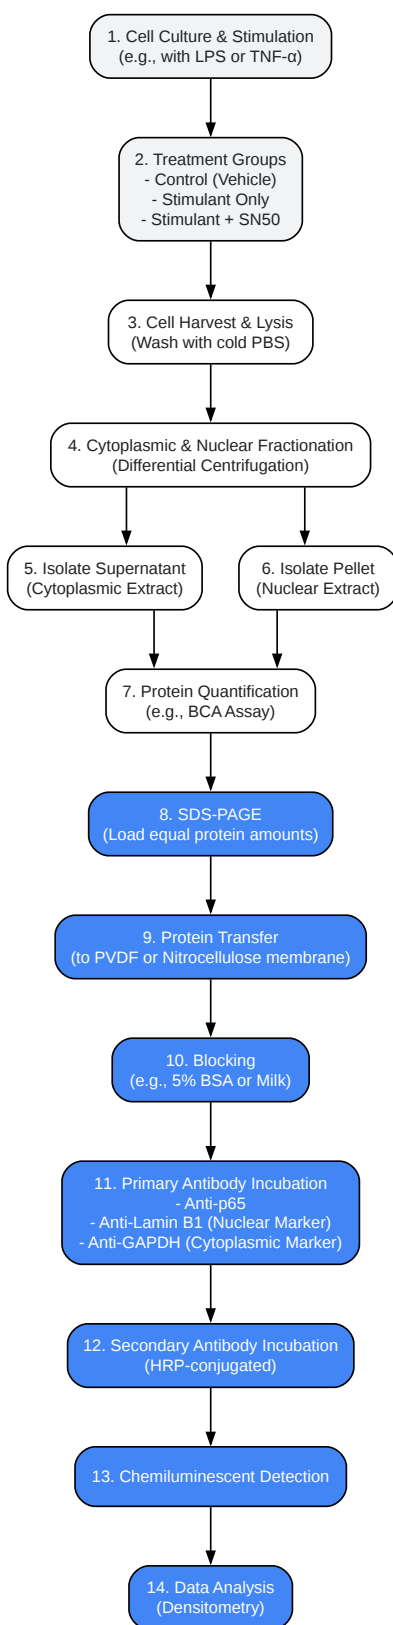 1. Cell Culture & Stimulation
(e.g., with LPS or TNF-α)
2. Treatment Groups
- Control (Vehicle)
- Stimulant Only
- Stimulant + SN50
3. Cell Harvest & Lysis
(Wash with cold PBS)
4. Cytoplasmic & Nuclear Fractionation
(Differential Centrifugation)
5. Isolate Supernatant
(Cytoplasmic Extract)
6. Isolate Pellet
(Nuclear Extract)
7. Protein Quantification
(e.g., BCA Assay)
8. SDS-PAGE
(Load equal protein amounts)
9. Protein Transfer
(to PVDF or Nitrocellulose membrane)
10. Blocking
(e.g., 5% BSA or Milk)
11. Primary Antibody Incubation
- Anti-p65
- Anti-Lamin B1 (Nuclear Marker)
- Anti-GAPDH (Cytoplasmic Marker)
12. Secondary Antibody Incubation
(HRP-conjugated)
13. Chemiluminescent Detection
14. Data Analysis
(Densitometry)